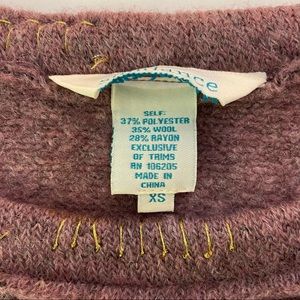 SELF:
37% POLYESTER
35% WOOL
28% RAYON
EXCLUSIVE
OF TRIMS
RN 106205
MADE IN
CHINA
XS